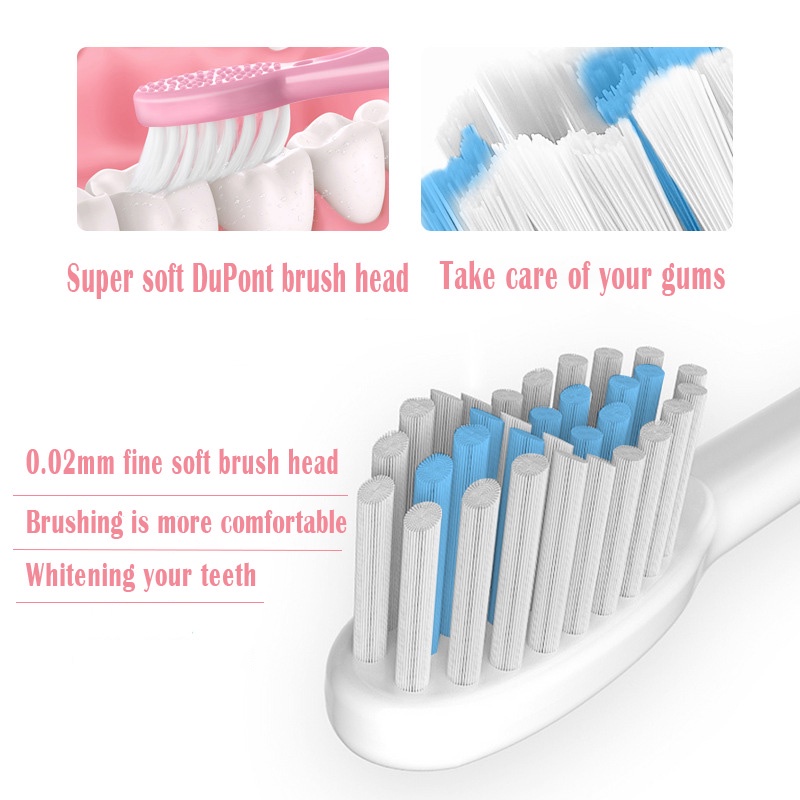 Super soft DuPont brush head
Take care of your gums
0.02mm fine soft brush head
Brushing is more comfortable
Whitening your teeth